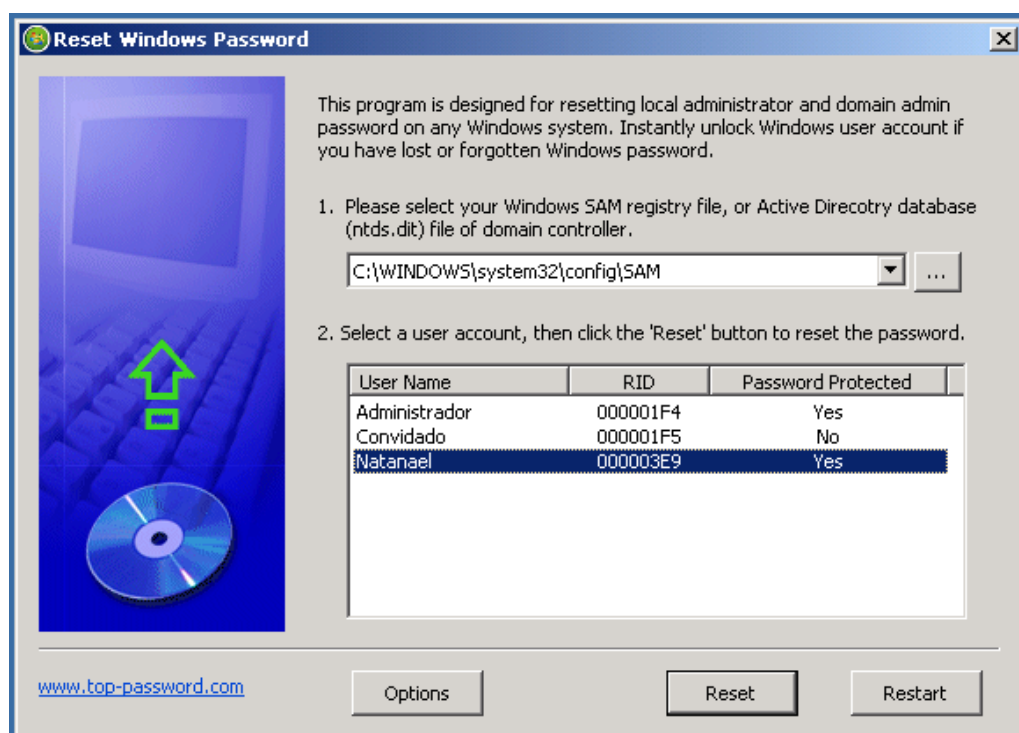 Reset Windows Password
This program is designed for resetting local administrator and domain admin
password on any Windows system. Instantly unlock Windows user account if
you have lost or forgotten Windows password.
1. Please select your Windows SAM registry file, or Active Direcotry database
(ntds.dit) file of domain controller.
C:\WINDOWS\system32\config\SAM
...
2. Select a user account, then click the 'Reset' button to reset the password.
User Name RID Password Protected
Administrador 000001F4 Yes
Convidado 000001F5 No
Natanael 000003E9 Yes
www.top-password.com Options Reset Restart